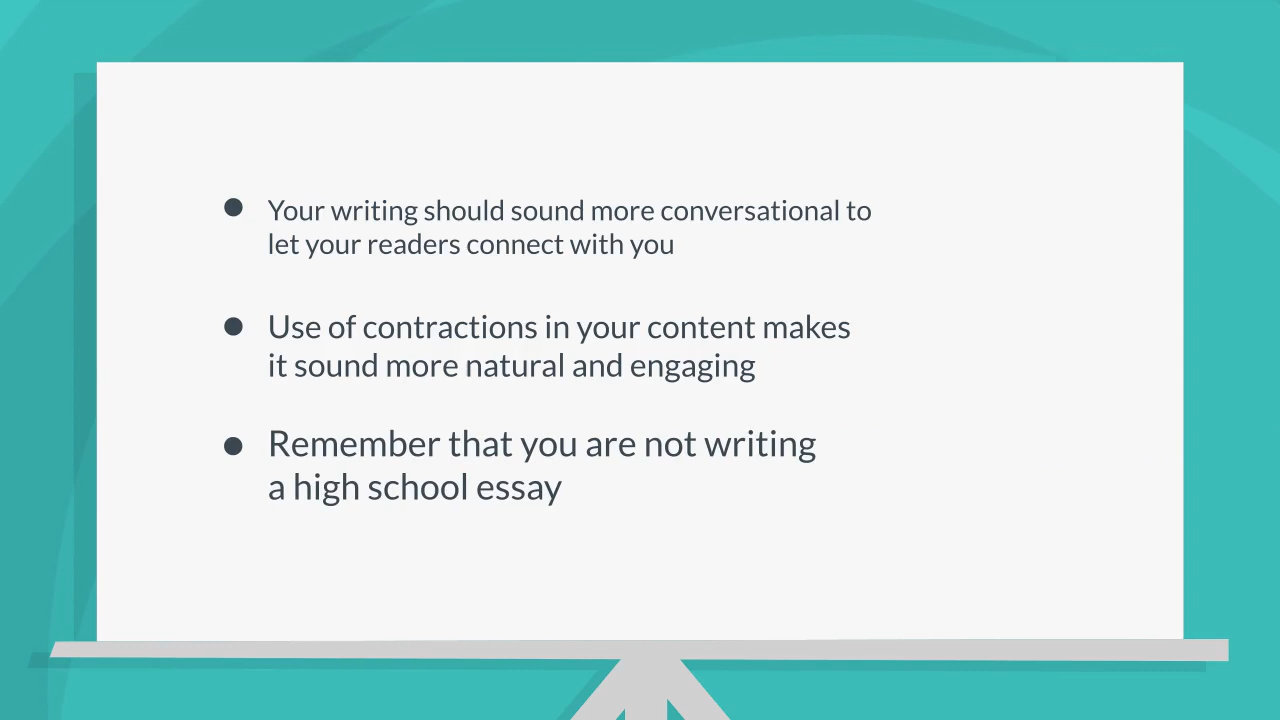 Your writing should sound more conversational to
let your readers connect with you
Use of contractions in your content makes
it sound more natural and engaging
Remember that you are not writing
a high school essay